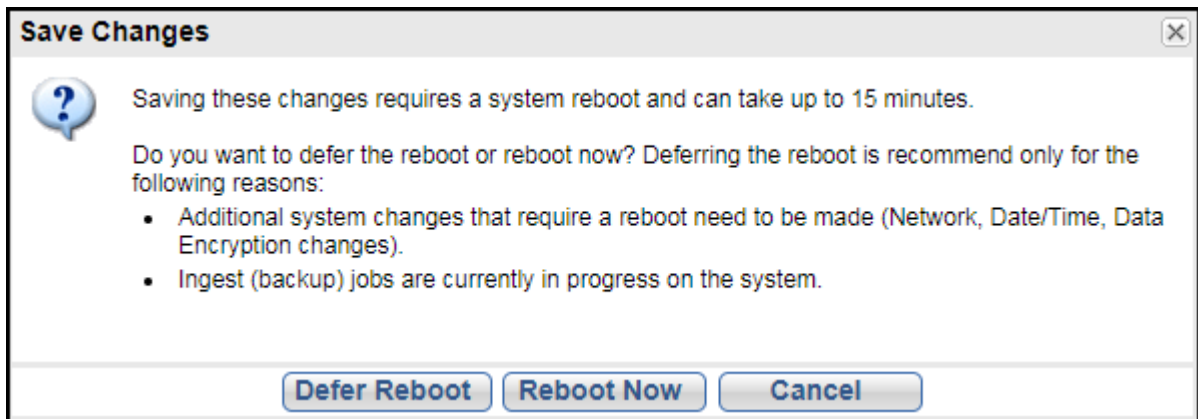 Save Changes
Saving these changes requires a system reboot and can take up to 15 minutes.
Do you want to defer the reboot or reboot now? Deferring the reboot is recommend only for the
following reasons:
• Additional system changes that require a reboot need to be made (Network, Date/Time, Data
Encryption changes).
• Ingest (backup) jobs are currently in progress on the system.
Defer Reboot Reboot Now Cancel